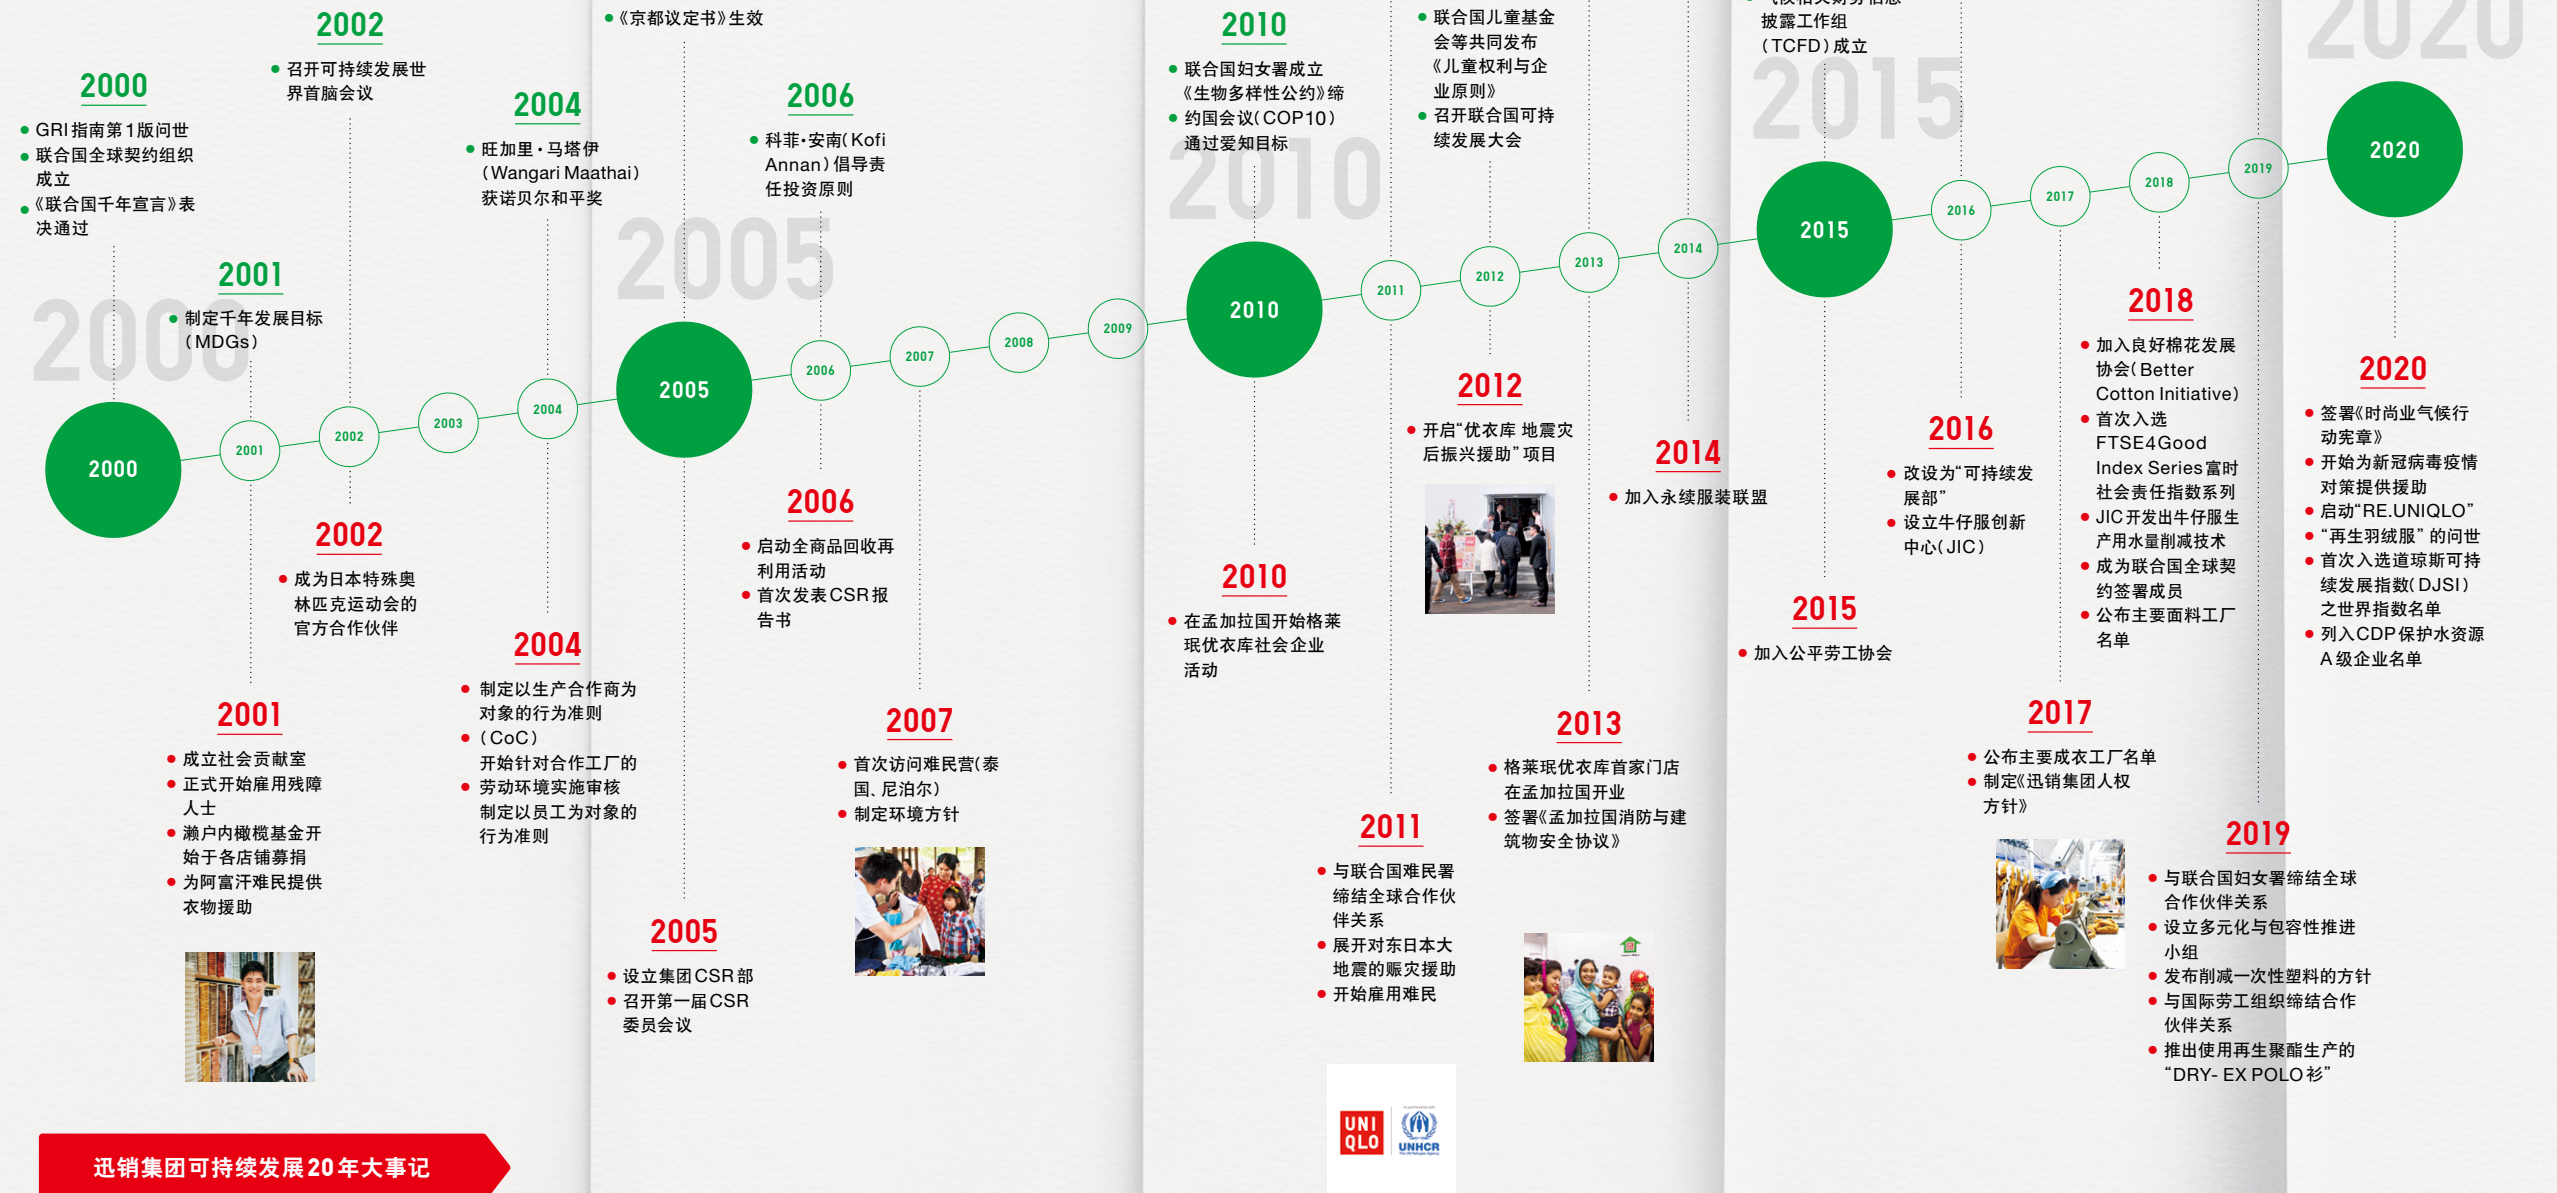 2000
GRI指南第1版问世
联合国全球契约组织
成立
《联合国千年宣言》表
决通过
2001
制定千年发展目标
（MDGs）
2002
召开可持续发展世
界首脑会议
2004
旺加里·马塔伊
（Wangari Maathai）
获诺贝尔和平奖
《京都议定书》生效
2006
科菲·安南（Kofi
Annan）倡导责
任投资原则
2010
联合国妇女署成立
《生物多样性公约》缔
约国会议（COP10）
通过爱知目标
联合国儿童基金
会等共同发布
《儿童权利与企
业原则》
召开联合国可持
续发展大会
披露工作组
（TCFD）成立
2000
2005
2010
2015
2020
2000
2001
2002
2003
2004
2005
2006
2007
2008
2009
2010
2011
2012
2013
2014
2015
2016
2017
2018
2019
2020
2001
成立社会贡献室
正式开始雇用残障
人士
濑户内橄榄基金开
始于各店铺募捐
为阿富汗难民提供
衣物援助
2002
成为日本特殊奥
林匹克运动会的
官方合作伙伴
2004
制定以生产合作商为
对象的行为准则
（CoC）
开始针对合作工厂的
劳动环境实施审核
制定以员工为对象的
行为准则
2005
设立集团CSR部
召开第一届CSR
委员会议
2006
启动全商品回收再
利用活动
首次发表CSR报
告书
2007
首次访问难民营（泰
国、尼泊尔）
制定环境方针
2010
在孟加拉国开始格莱
珉优衣库社会企业
活动
2011
与联合国难民署
缔结全球合作伙
伴关系
展开对东日本大
地震的赈灾援助
开始雇用难民
2012
开启“优衣库 地震灾
后振兴援助”项目
2013
格莱珉优衣库首家门店
在孟加拉国开业
签署《孟加拉国消防与建
筑物安全协议》
2014
加入永续服装联盟
2015
加入公平劳工协会
2016
改设为“可持续发
展部”
设立牛仔服创新
中心（JIC）
2017
公布主要成衣工厂名单
制定《迅销集团人权
方针》
2018
加入良好棉花发展
协会（Better
Cotton Initiative）
首次入选
FTSE4Good
Index Series富时
社会责任指数系列
JIC开发出牛仔服生
产用水量削减技术
成为联合国全球契
约签署成员
公布主要面料工厂
名单
2019
与联合国妇女署缔结全球
合作伙伴关系
设立多元化与包容性推进
小组
发布削减一次性塑料的方针
与国际劳工组织缔结合作
伙伴关系
推出使用再生聚酯生产的
“DRY- EX POLO衫”
2020
签署《时尚业气候行
动宪章》
开始为新冠病毒疫情
对策提供援助
启动“RE.UNIQLO”
“再生羽绒服” 的问世
首次入选道琼斯可持
续发展指数（DJSI）
之世界指数名单
列入CDP保护水资源
A级企业名单
UNI
QLO
UNHCR
The UN Refugee Agency
迅销集团可持续发展20年大事记